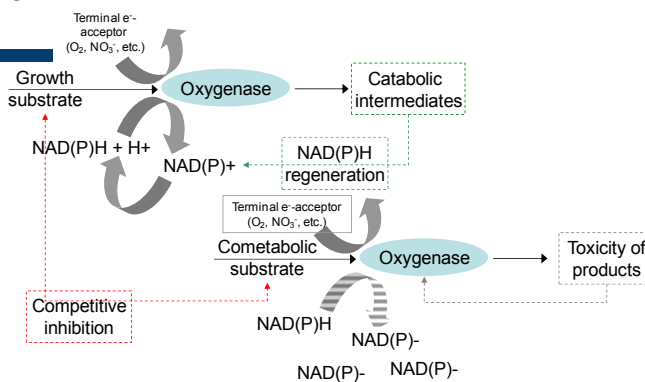 Terminal e⁻-
acceptor
(O₂, NO₃⁻, etc.)
Growth
substrate
Oxygenase
Catabolic
intermediates
NAD(P)H + H+
NAD(P)+
NAD(P)H
regeneration
Terminal e⁻-acceptor
(O₂, NO₃⁻, etc.)
Cometabolic
substrate
Oxygenase
Toxicity of
products
Competitive
inhibition
NAD(P)H
NAD(P)-
NAD(P)-
NAD(P)-